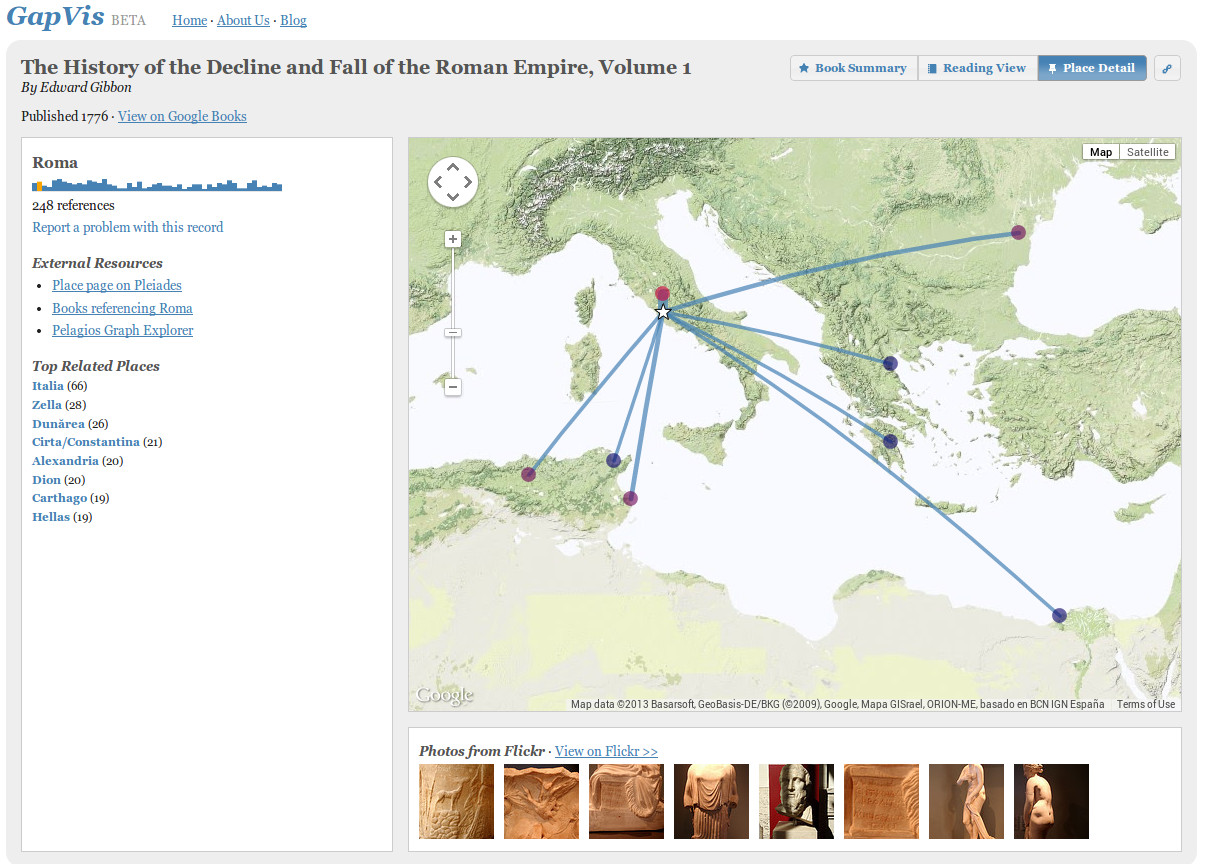 GapVis BETA Home · About Us · Blog
The History of the Decline and Fall of the Roman Empire, Volume 1
By Edward Gibbon
Published 1776 · View on Google Books
Book Summary
Reading View
Place Detail
Roma
248 references
Report a problem with this record
External Resources
Place page on Pleiades
Books referencing Roma
Pelagios Graph Explorer
Top Related Places
Italia (66)
Zella (28)
Dunărea (26)
Cirta/Constantina (21)
Alexandria (20)
Dion (20)
Carthago (19)
Hellas (19)
Map Satellite
Google
Map data ©2013 Basarsoft, GeoBasis-DE/BKG (©2009), Google, Mapa GISrael, ORION-ME, basado en BCN IGN España Terms of Use
Photos from Flickr · View on Flickr >>